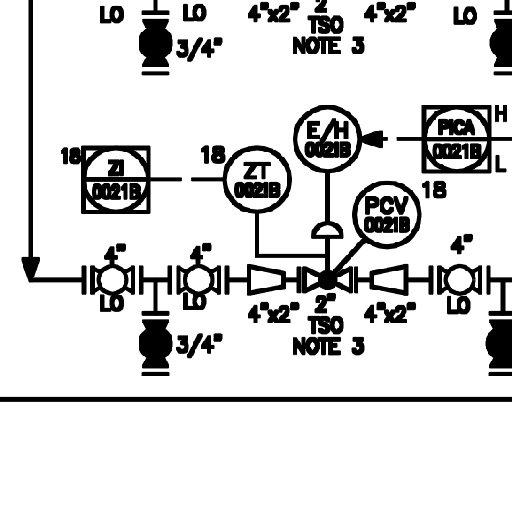 LO LO 4"x2" 2" 4"x2" LO
3/4" TSO
NOTE 3
E/H
0021B
PICA
0021B
H
L
18
ZI
0021B
18
ZT
0021B
PCV
0021B
18
4" 4" 4"
LO LO LO
4"x2" 2" 4"x2"
TSO
3/4" NOTE 3